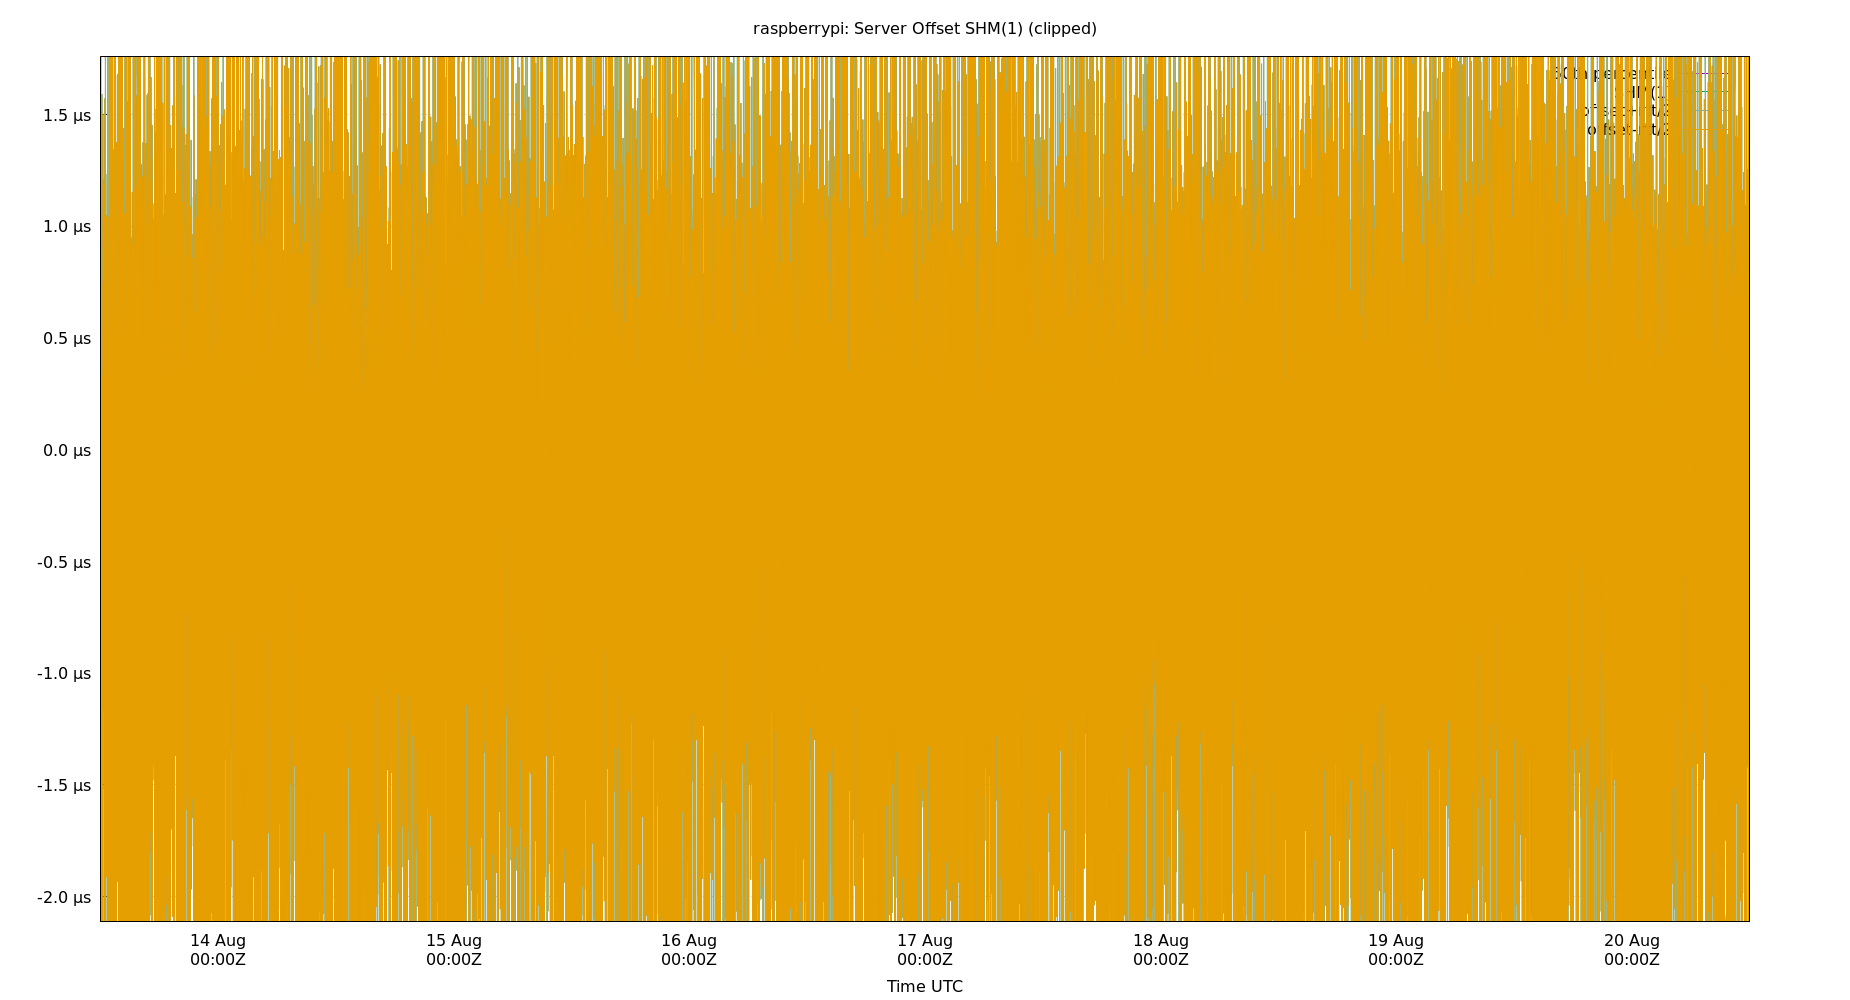 raspberrypi: Server Offset SHM(1) (clipped)
1.5 µs
1.0 µs
0.5 µs
0.0 µs
-0.5 µs
-1.0 µs
-1.5 µs
-2.0 µs
14 Aug 15 Aug 16 Aug 17 Aug 18 Aug 19 Aug 20 Aug
00:00Z 00:00Z 00:00Z 00:00Z 00:00Z 00:00Z 00:00Z
Time UTC